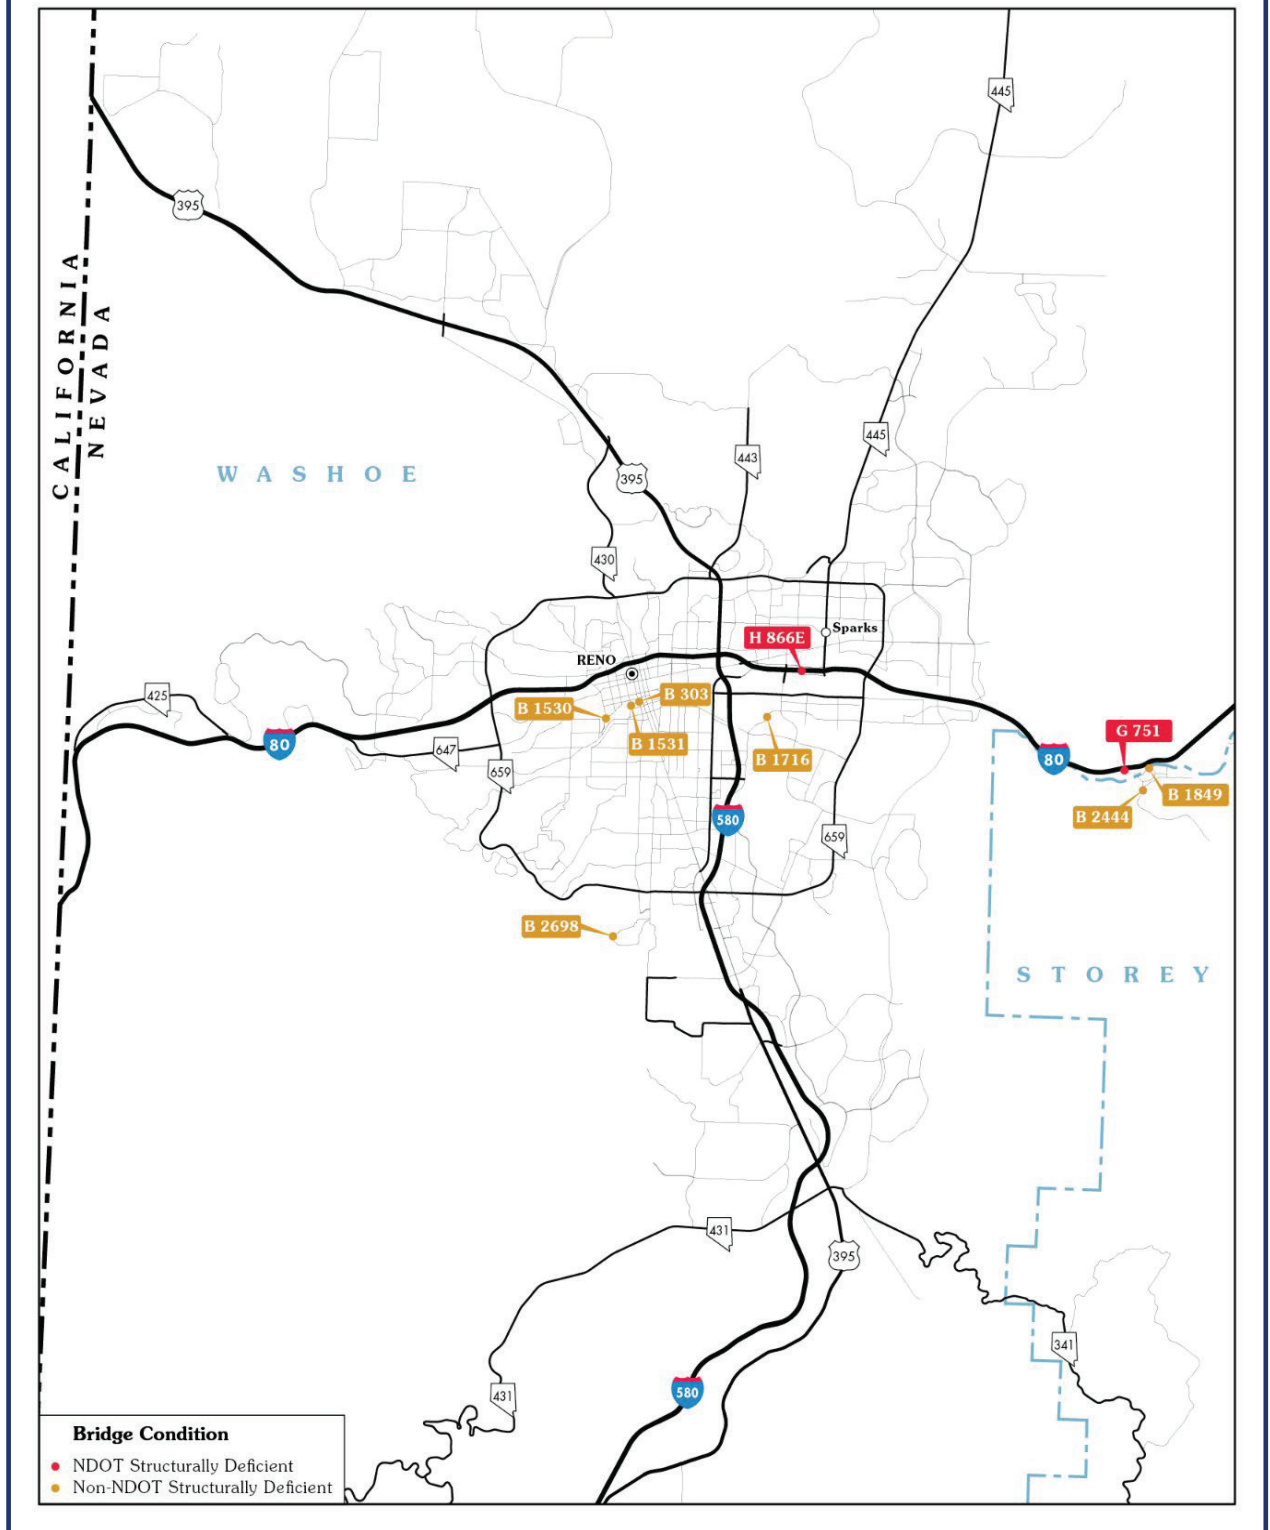 445
395
CALIFORNIA
NEVADA
445
443
WASHOE
395
430
Sparks
H 866E
RENO
425
B 303
B 1530
G 751
80
647
B 1531
B 1716
80
659
B 1849
580
B 2444
659
B 2698
STOREY
431
395
341
580
431
Bridge Condition
NDOT Structurally Deficient
Non-NDOT Structurally Deficient